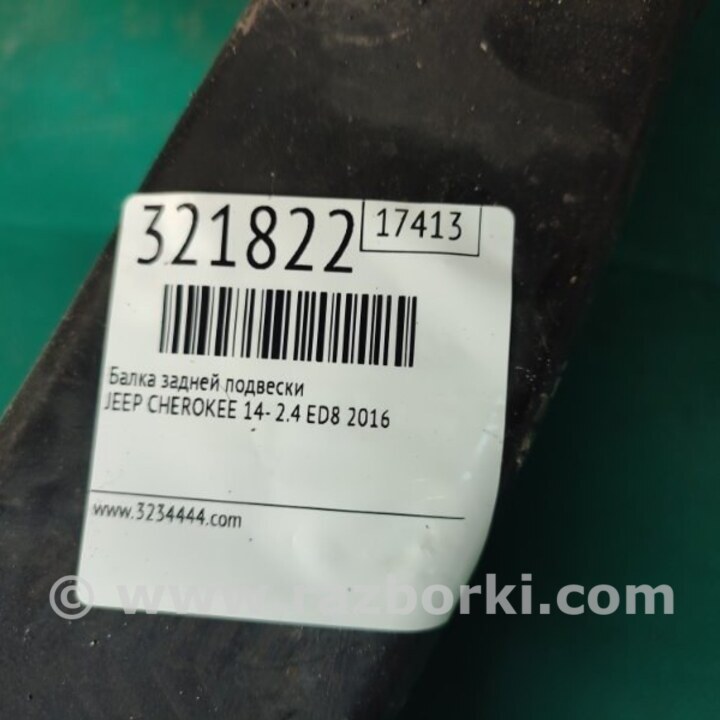 321822 17413
Балка задней подвески
JEEP CHEROKEE 14- 2.4 ED8 2016
www.3234444.com
© www.razborki.com